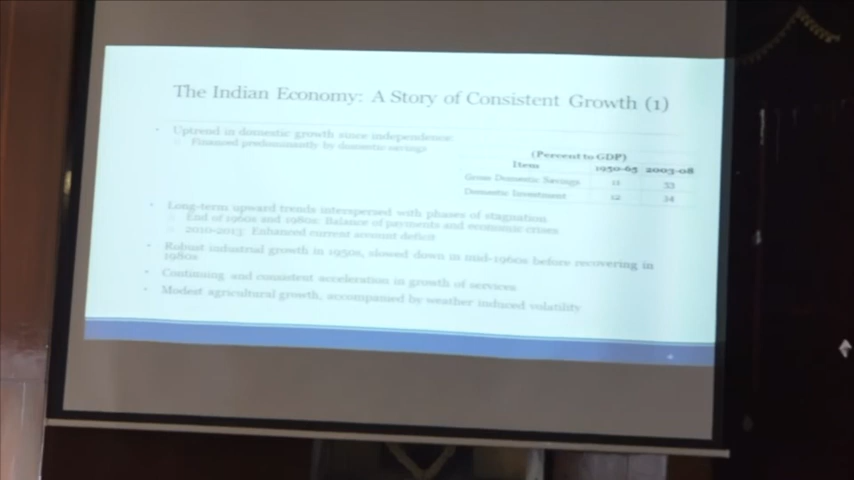 The Indian Economy: A Story of Consistent Growth (1)
• Uptrend in domestic growth since independence:
○ Financed predominantly by domestic savings
(Percent to GDP)
Item 1950-65 2003-08
Gross Domestic Savings 11 33
Domestic Investment 12 34
• Long-term upward trends interspersed with phases of stagnation
○ End of 1960s and 1980s: Balance of payments and economic crises
○ 2010-2013: Enhanced current account deficit
• Robust industrial growth in 1950s, slowed down in mid-1960s before recovering in
1980s
• Continuing and consistent acceleration in growth of services
• Modest agricultural growth, accompanied by weather induced volatility